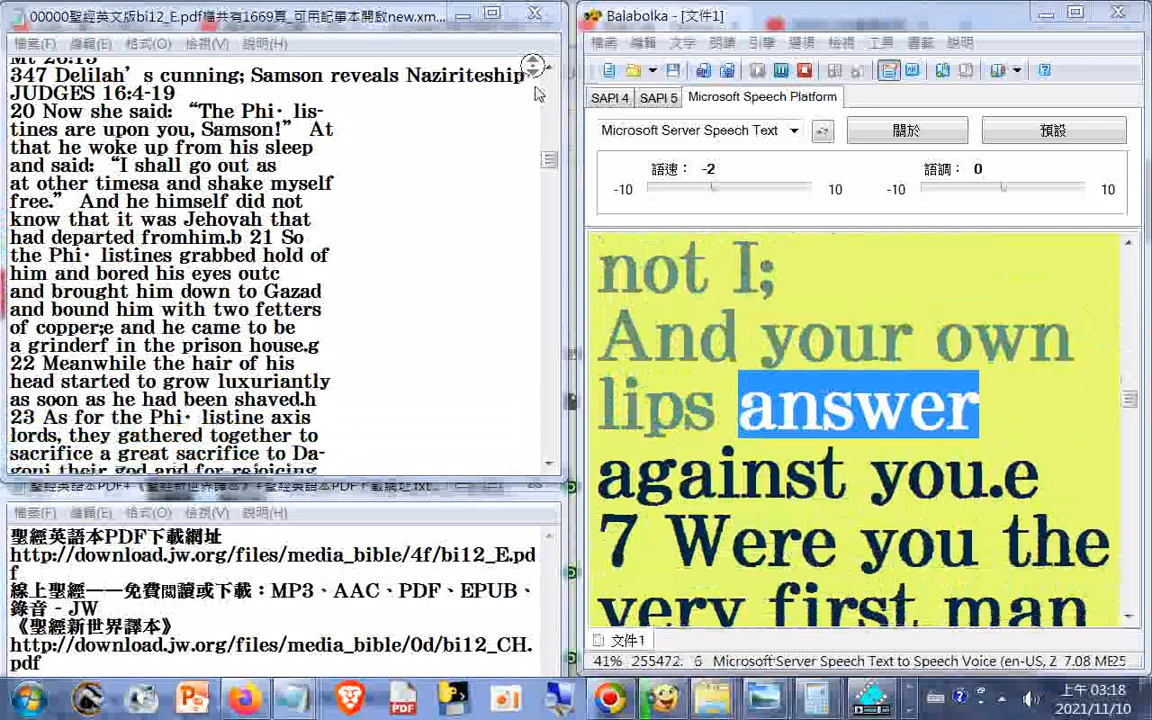 00000聖經英文版bi12_E.pdf檔共有1669頁_可用記事本開啟new.xm...
檔案(F) 編輯(E) 格式(O) 檢視(V) 說明(H)
Mt 26:15
347 Delilah’s cunning; Samson reveals Naziriteship
JUDGES 16:4-19
20 Now she said: “The Phi· lis-
tines are upon you, Samson!” At
that he woke up from his sleep
and said: “I shall go out as
at other timesa and shake myself
free.” And he himself did not
know that it was Jehovah that
had departed fromhim.b 21 So
the Phi· listines grabbed hold of
him and bored his eyes outc
and brought him down to Gazad
and bound him with two fetters
of copper;e and he came to be
a grinderf in the prison house.g
22 Meanwhile the hair of his
head started to grow luxuriantly
as soon as he had been shaved.h
23 As for the Phi· listine axis
lords, they gathered together to
sacrifice a great sacrifice to Da-
goni their god and for rejoicing
檔案(F) 編輯(E) 格式(O) 檢視(V) 說明(H)
聖經英語本PDF下載網址
http://download.jw.org/files/media_bible/4f/bi12_E.pd
f
線上聖經——免費閱讀或下載：MP3、AAC、PDF、EPUB、
錄音 - JW
《聖經新世界譯本》
http://download.jw.org/files/media_bible/0d/bi12_CH.
pdf
Balabolka - [文件1]
檔案 編輯 文字 朗讀 引擎 選項 檢視 工具 書籤 說明
SAPI 4 SAPI 5 Microsoft Speech Platform
Microsoft Server Speech Text 關於 預設
語速： -2 語調： 0
-10 10 -10 10
not I;
And your own
lips answer
against you.e
7 Were you the
very first man
文件1
41% 255472. 6 Microsoft Server Speech Text to Speech Voice (en-US, Z 7.08 ME25
上午 03:18
2021/11/10